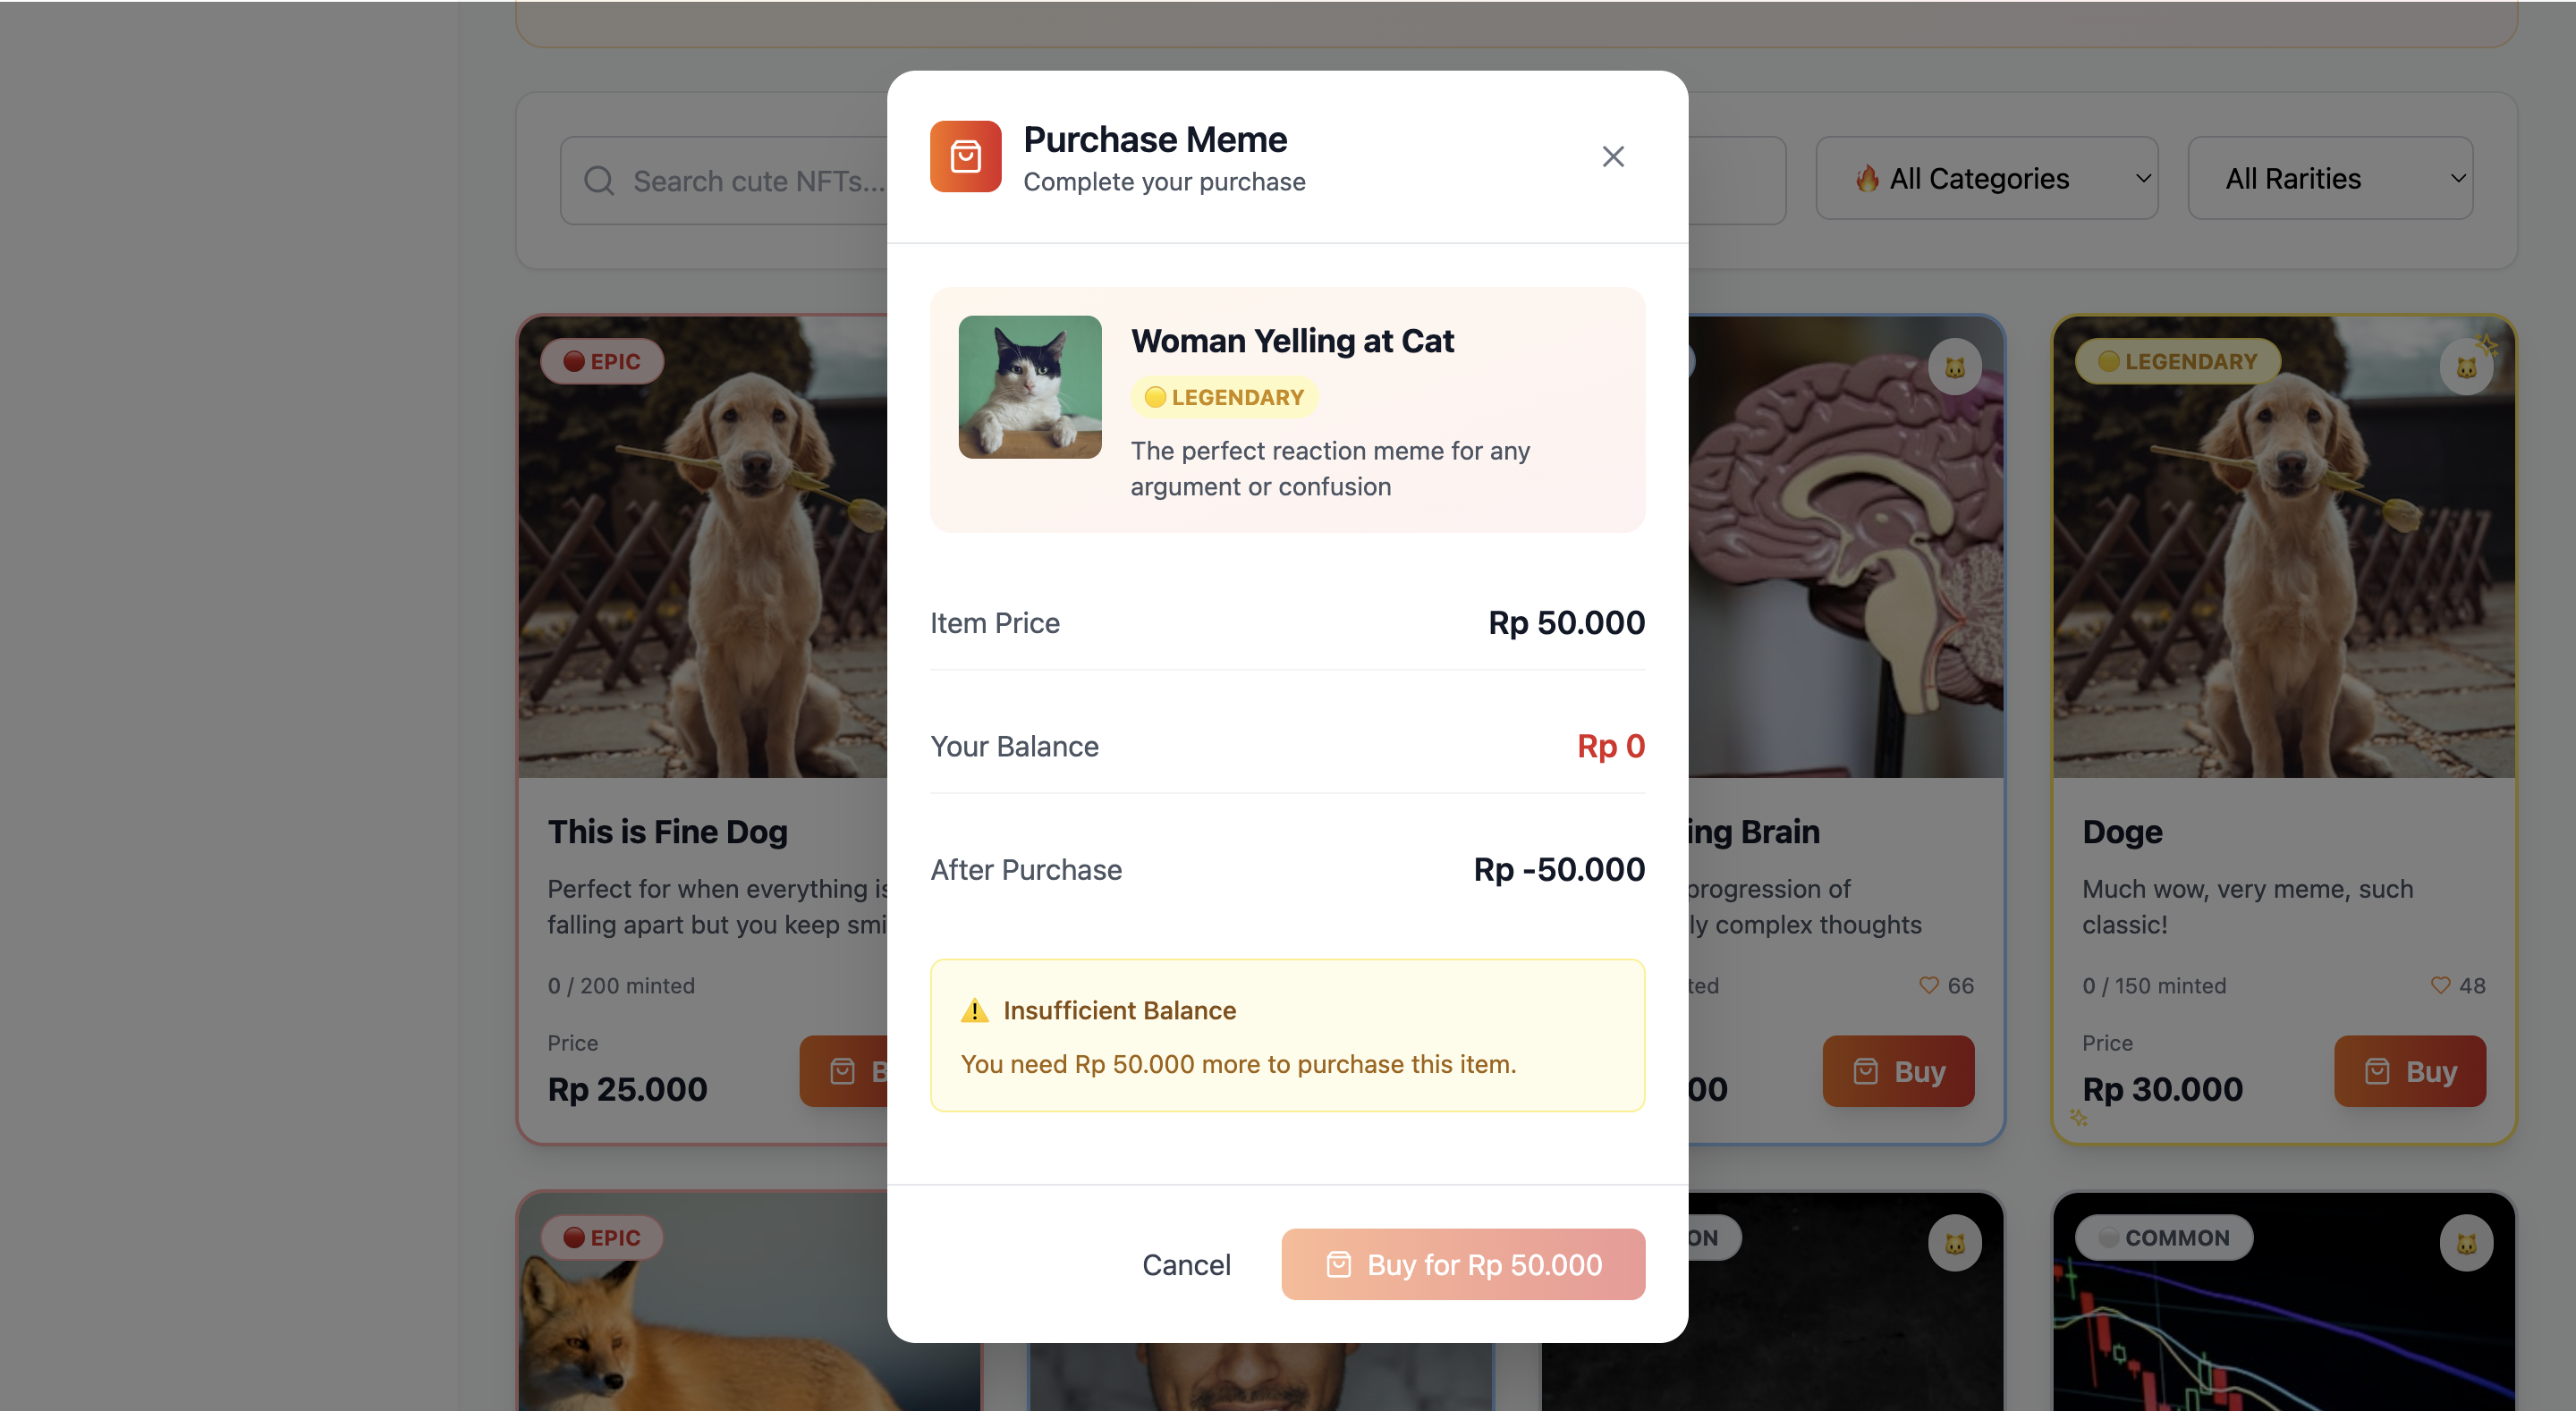 Purchase Meme
Complete your purchase
Search cute NFTs...
All Categories
All Rarities
Woman Yelling at Cat
LEGENDARY
The perfect reaction meme for any
argument or confusion
Item Price
Rp 50.000
Your Balance
Rp 0
After Purchase
Rp -50.000
Insufficient Balance
You need Rp 50.000 more to purchase this item.
Cancel
Buy for Rp 50.000
EPIC
This is Fine Dog
Perfect for when everything is
falling apart but you keep smi
0 / 200 minted
Price
Rp 25.000
B
ing Brain
rogression of
ly complex thoughts
ted
66
00
Buy
LEGENDARY
Doge
Much wow, very meme, such
classic!
0 / 150 minted
48
Price
Rp 30.000
Buy
EPIC
ON
COMMON